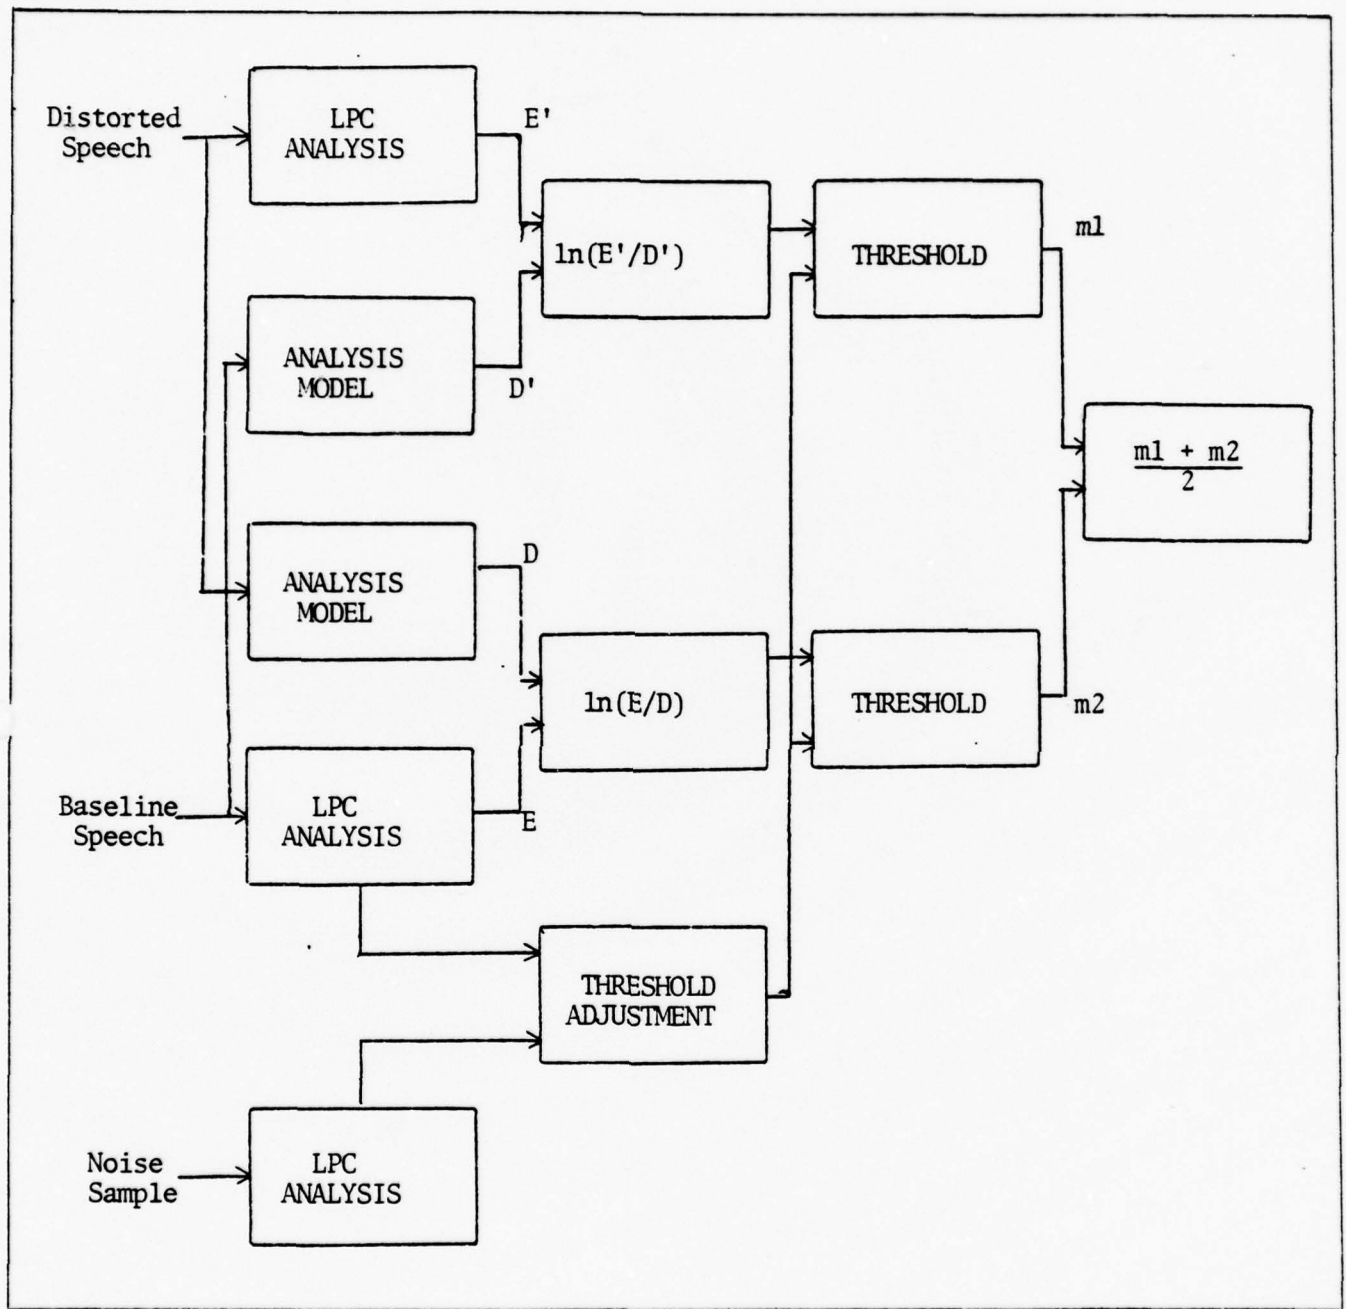 Distorted
Speech
LPC
ANALYSIS
E'
ln(E'/D')
THRESHOLD
m1
ANALYSIS
MODEL
D'
m1 + m2
2
ANALYSIS
MODEL
D
ln(E/D)
THRESHOLD
m2
Baseline
Speech
LPC
ANALYSIS
E
THRESHOLD
ADJUSTMENT
Noise
Sample
LPC
ANALYSIS